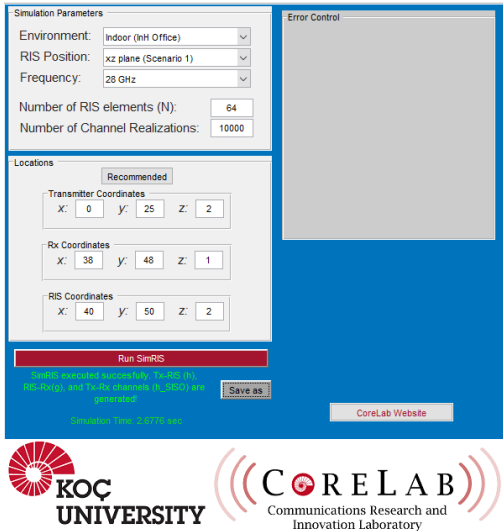 Simulation Parameters
Environment: Indoor (InH Office)
RIS Position: xz plane (Scenario 1)
Frequency: 28 GHz
Number of RIS elements (N): 64
Number of Channel Realizations: 10000
Error Control
Locations
Recommended
Transmitter Coordinates
x: 0 y: 25 z: 2
Rx Coordinates
x: 38 y: 48 z: 1
RIS Coordinates
x: 40 y: 50 z: 2
Run SimRIS
SimRIS executed succesfully. Tx-RIS (h),
RIS-Rx(g), and Tx-Rx channels (h_SISO) are
generated!
Save as
Simulation Time: 2.6776 sec
CoreLab Website
KOÇ
UNIVERSITY
CORELAB
Communications Research and
Innovation Laboratory